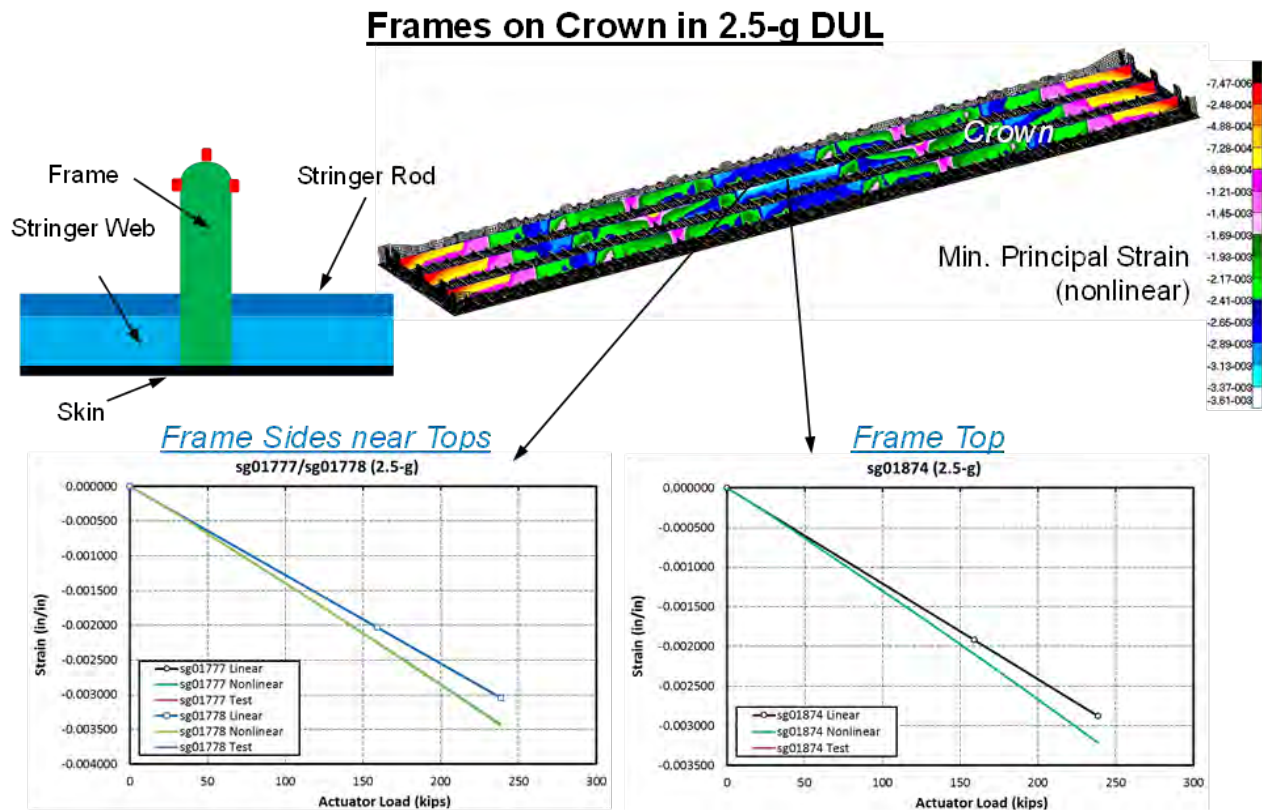 Frames on Crown in 2.5-g DUL
Frame
Stringer Web
Stringer Rod
Skin
Crown
Min. Principal Strain
(nonlinear)
-7.47-006
-2.48-004
-4.88-004
-7.28-004
-9.69-004
-1.21-003
-1.45-003
-1.69-003
-1.93-003
-2.17-003
-2.41-003
-2.65-003
-2.89-003
-3.13-003
-3.37-003
-3.61-003
Frame Sides near Tops
sg01777/sg01778 (2.5-g)
0.000000
-0.000500
-0.001000
-0.001500
-0.002000
-0.002500
-0.003000
-0.003500
-0.004000
Strain (in/in)
0 50 100 150 200 250 300
Actuator Load (kips)
sg01777 Linear
sg01777 Nonlinear
sg01777 Test
sg01778 Linear
sg01778 Nonlinear
sg01778 Test
Frame Top
sg01874 (2.5-g)
0.000000
-0.000500
-0.001000
-0.001500
-0.002000
-0.002500
-0.003000
-0.003500
Strain (in/in)
0 50 100 150 200 250 300
Actuator Load (kips)
sg01874 Linear
sg01874 Nonlinear
sg01874 Test